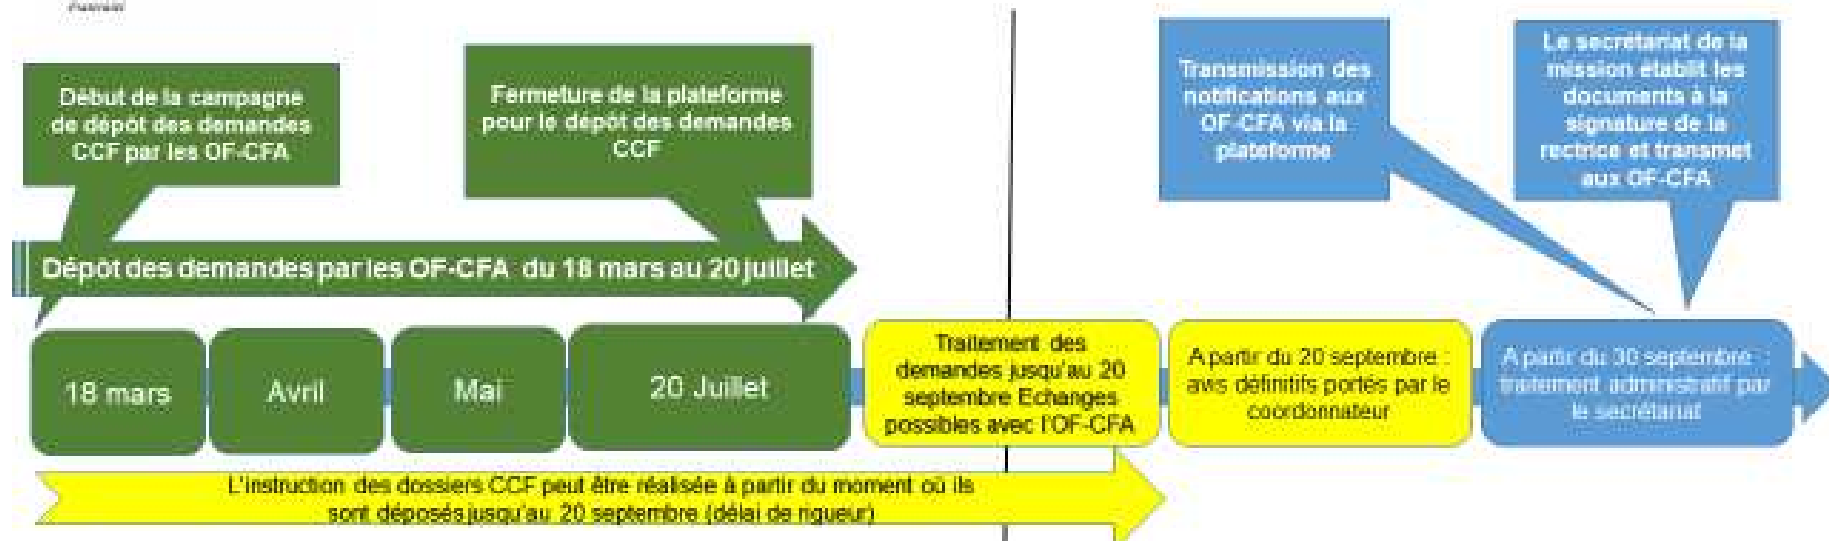 Début de la campagne
de dépôt des demandes
CCF par les OF-CFA
Fermeture de la plateforme
pour le dépôt des demandes
CCF
Transmission des
notifications aux
OF-CFA via la
plateforme
Le secrétariat de la
mission établit les
documents à la
signature de la
rectrice et transmet
aux OF-CFA
Dépôt des demandes par les OF-CFA du 18 mars au 20 juillet
18 mars
Avril
Mai
20 Juillet
Traitement des
demandes jusqu'au 20
septembre Echanges
possibles avec l'OF-CFA
A partir du 20 septembre :
avis définitifs portés par le
coordonnateur
A partir du 30 septembre :
traitement administratif par
le secrétariat
L'instruction des dossiers CCF peut être réalisée à partir du moment où ils
sont déposés jusqu'au 20 septembre (délai de rigueur)